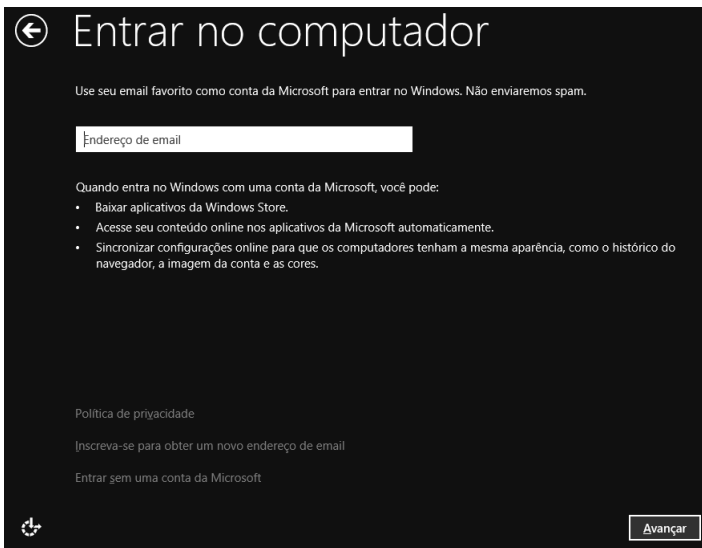 Entrar no computador
Use seu email favorito como conta da Microsoft para entrar no Windows. Não enviaremos spam.
Endereço de email
Quando entra no Windows com uma conta da Microsoft, você pode:
• Baixar aplicativos da Windows Store.
• Acesse seu conteúdo online nos aplicativos da Microsoft automaticamente.
• Sincronizar configurações online para que os computadores tenham a mesma aparência, como o histórico do
navegador, a imagem da conta e as cores.
Política de privacidade
Inscreva-se para obter um novo endereço de email
Entrar sem uma conta da Microsoft
Avançar